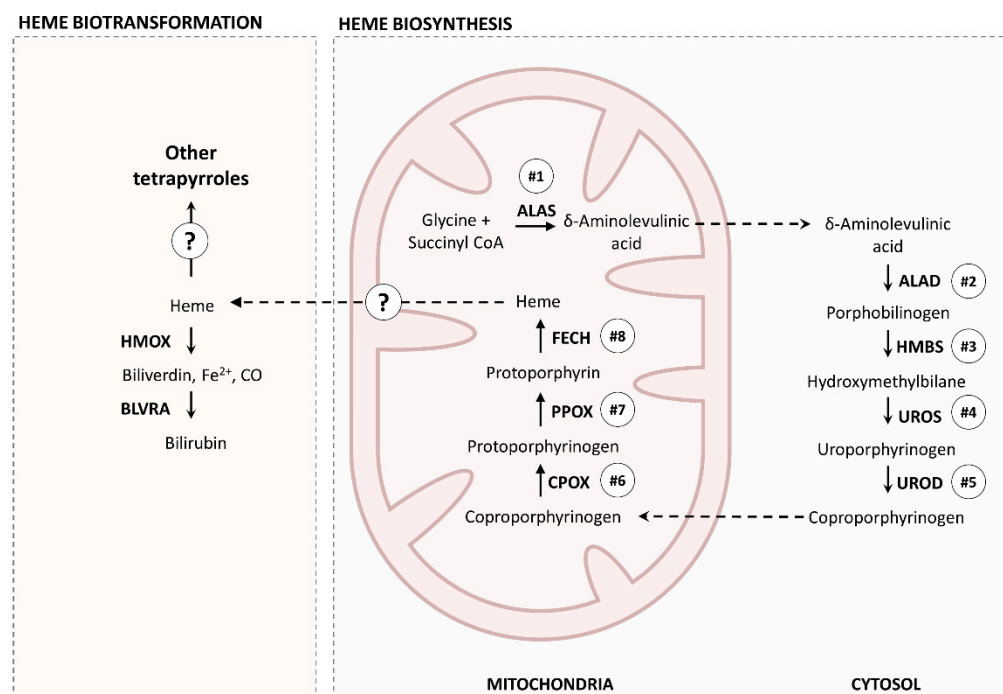 HEME BIOTRANSFORMATION
Other
tetrapyrroles
?
Heme
HMOX
Biliverdin, Fe²⁺, CO
BLVRA
Bilirubin
HEME BIOSYNTHESIS
#1
ALAS
Glycine +
Succinyl CoA
δ-Aminolevulinic
acid
δ-Aminolevulinic
acid
ALAD #2
Porphobilinogen
HMBS #3
Hydroxymethylbilane
UROS #4
Uroporphyrinogen
UROD #5
Coproporphyrinogen
Coproporphyrinogen
CPOX #6
Protoporphyrinogen
PPOX #7
Protoporphyrin
FECH #8
Heme
?
MITOCHONDRIA
CYTOSOL